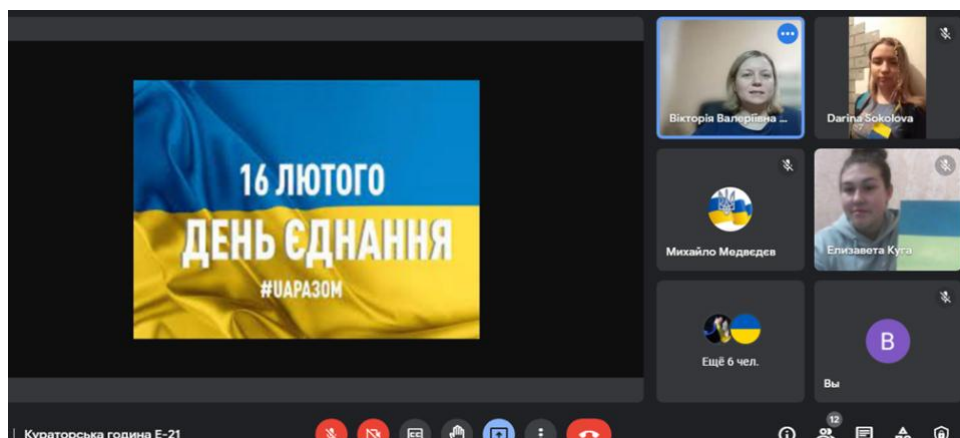 16 ЛЮТОГО
ДЕНЬ ЄДНАННЯ
#UAРАЗОМ
Вікторія Валеріївна ...
Darina Sokolova
Михайло Медведєв
Елизавета Куга
Ещё 6 чел.
В
Вы
Кураторська година Е-21
CC
12